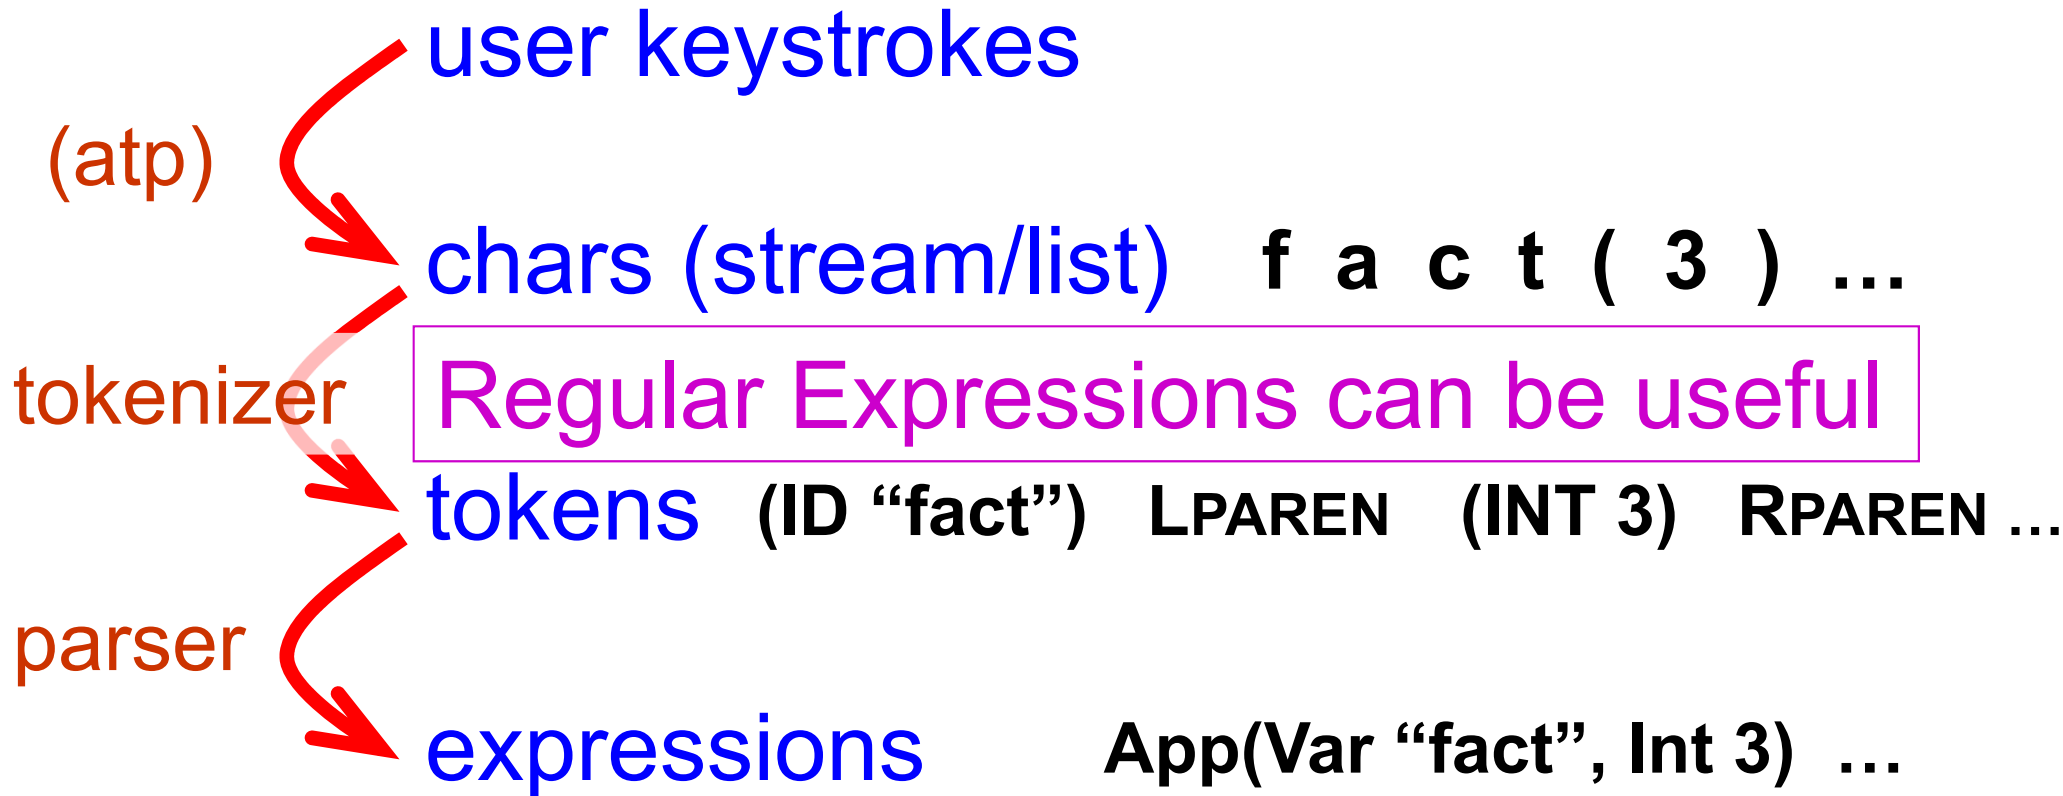 user keystrokes
(atp)
chars (stream/list) f a c t ( 3 ) …
tokenizer Regular Expressions can be useful
tokens (ID “fact”) LPAREN (INT 3) RPAREN …
parser
expressions App(Var “fact”, Int 3) …